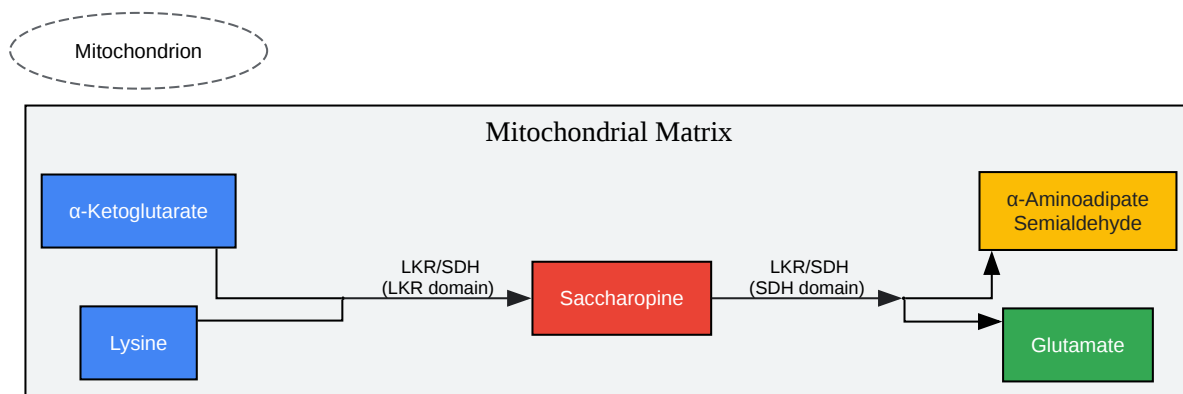 Mitochondrion
Mitochondrial Matrix
α-Ketoglutarate
Lysine
LKR/SDH
(LKR domain)
Saccharopine
LKR/SDH
(SDH domain)
α-Aminoadipate
Semialdehyde
Glutamate